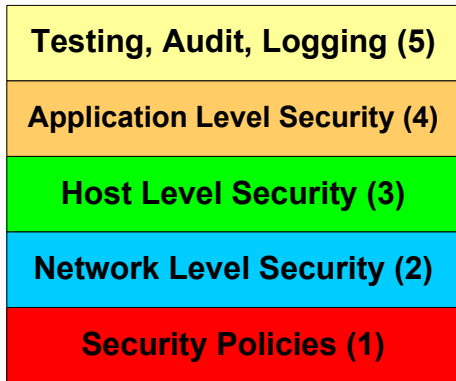 Testing, Audit, Logging (5)
Application Level Security (4)
Host Level Security (3)
Network Level Security (2)
Security Policies (1)